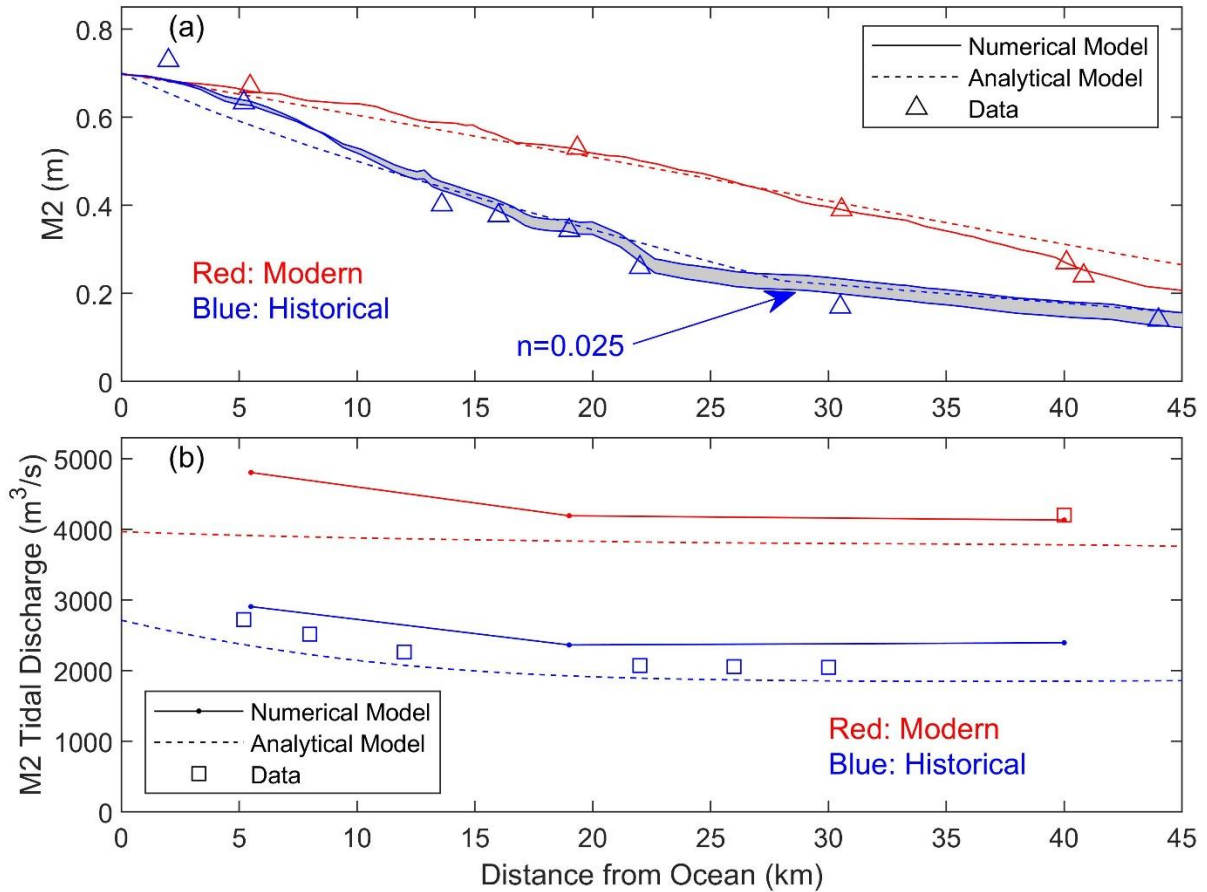 (a)
0.8
0.6
0.4
0.2
0
M2 (m)
Numerical Model
Analytical Model
Data
Red: Modern
Blue: Historical
n=0.025
0 5 10 15 20 25 30 35 40 45
(b)
5000
4000
3000
2000
1000
0
M2 Tidal Discharge (m³/s)
Numerical Model
Analytical Model
Data
Red: Modern
Blue: Historical
0 5 10 15 20 25 30 35 40 45
Distance from Ocean (km)